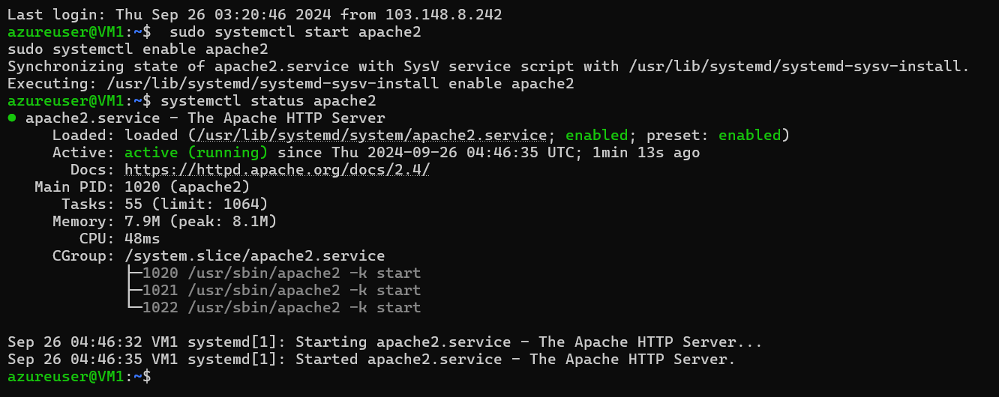 Last login: Thu Sep 26 03:20:46 2024 from 103.148.8.242
azureuser@VM1:~$  sudo systemctl start apache2
sudo systemctl enable apache2
Synchronizing state of apache2.service with SysV service script with /usr/lib/systemd/systemd-sysv-install.
Executing: /usr/lib/systemd/systemd-sysv-install enable apache2
azureuser@VM1:~$ systemctl status apache2
● apache2.service - The Apache HTTP Server
     Loaded: loaded (/usr/lib/systemd/system/apache2.service; enabled; preset: enabled)
     Active: active (running) since Thu 2024-09-26 04:46:35 UTC; 1min 13s ago
       Docs: https://httpd.apache.org/docs/2.4/
   Main PID: 1020 (apache2)
      Tasks: 55 (limit: 1064)
     Memory: 7.9M (peak: 8.1M)
        CPU: 48ms
     CGroup: /system.slice/apache2.service
             ├─1020 /usr/sbin/apache2 -k start
             ├─1021 /usr/sbin/apache2 -k start
             └─1022 /usr/sbin/apache2 -k start

Sep 26 04:46:32 VM1 systemd[1]: Starting apache2.service - The Apache HTTP Server...
Sep 26 04:46:35 VM1 systemd[1]: Started apache2.service - The Apache HTTP Server.
azureuser@VM1:~$